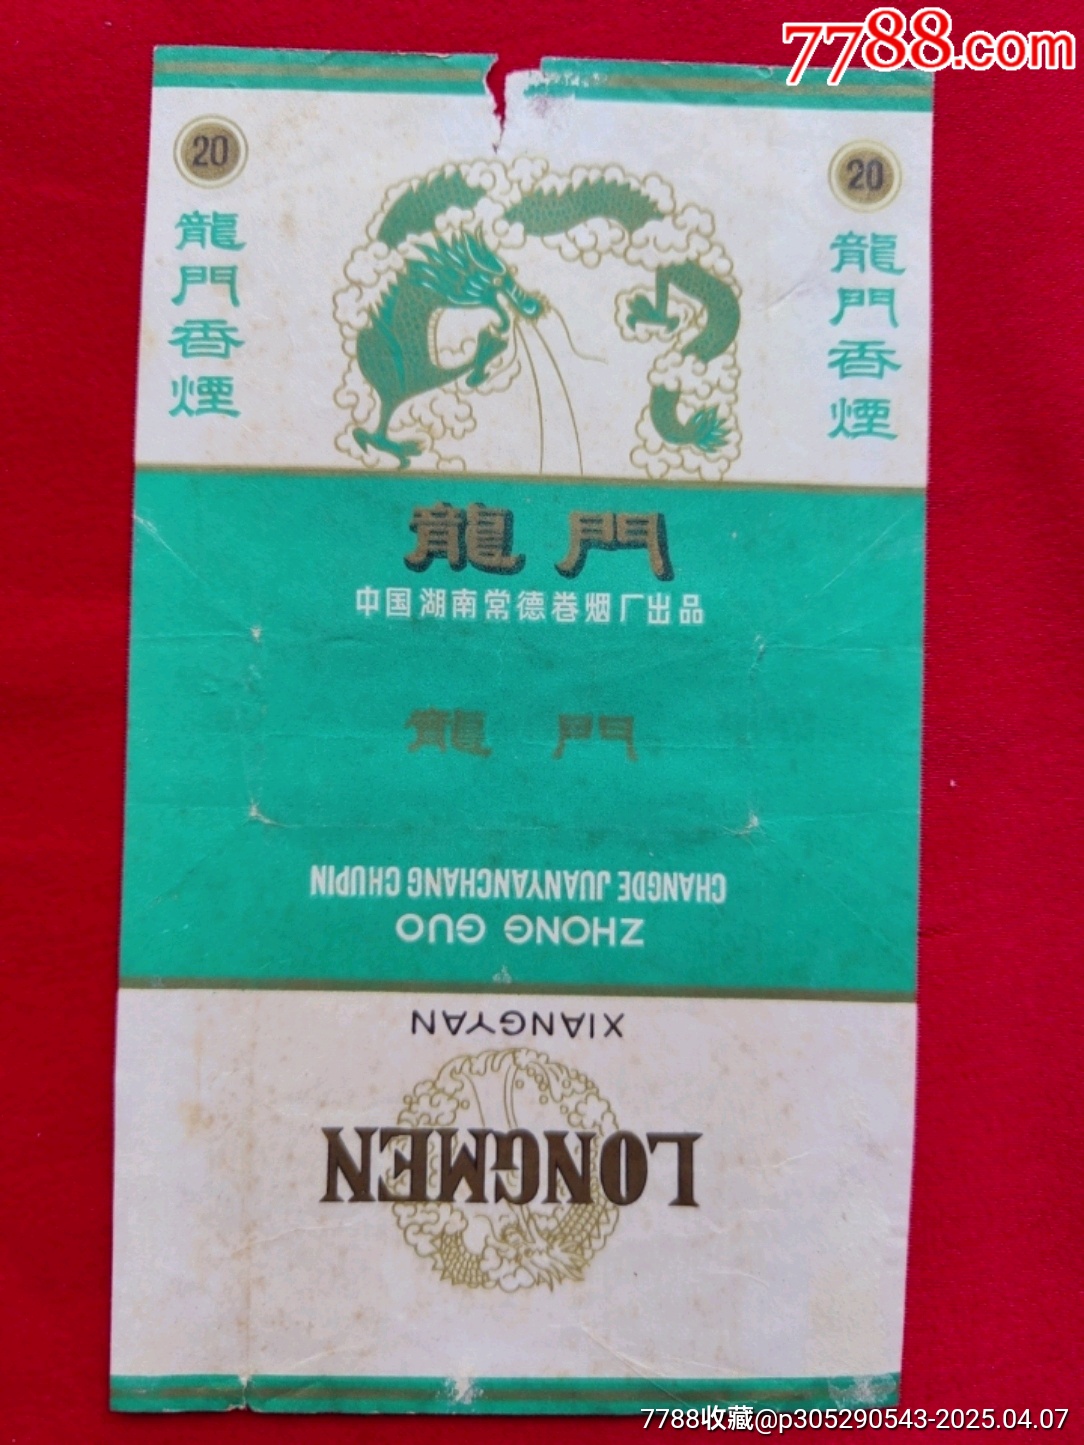 7788.com
20
龍門香煙
20
龍門香煙
龍門
中国湖南常德卷烟厂出品
龍門
CHANGDE JUANYANCHANG CHUPIN
ZHONG GUO
XIANGYAN
LONGMEN
7788收藏@p305290543-2025.04.07